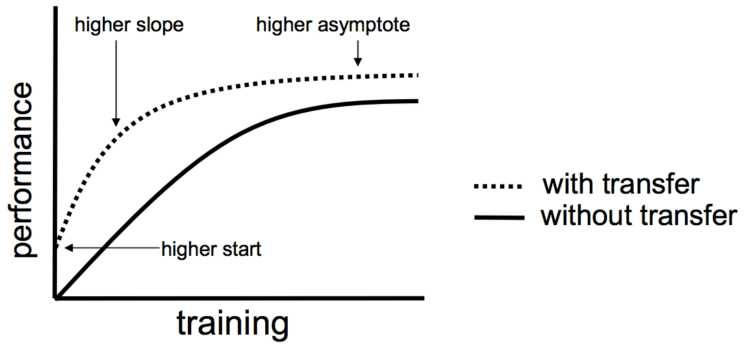 higher slope
higher asymptote
performance
higher start
training
with transfer
without transfer